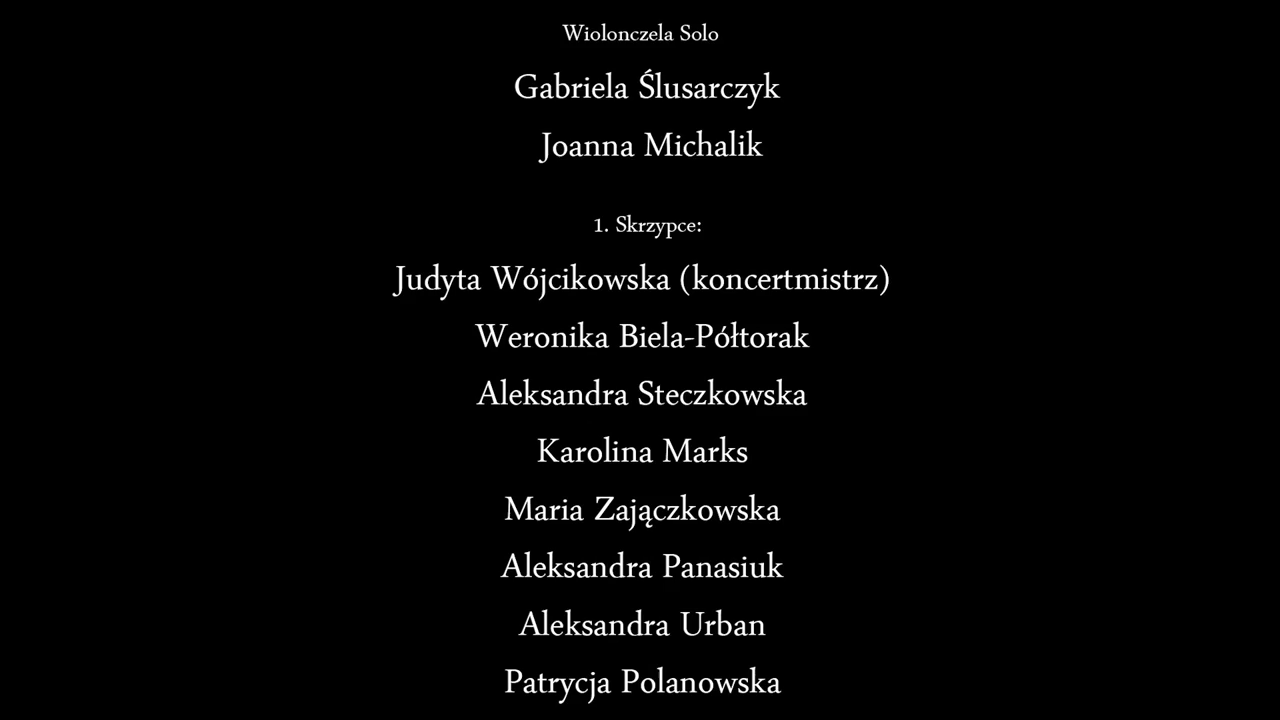 Wiolonczela Solo
Gabriela Ślusarczyk
Joanna Michalik
1. Skrzypce:
Judyta Wójcikowska (koncertmistrz)
Weronika Biela-Półtorak
Aleksandra Steczkowska
Karolina Marks
Maria Zajączkowska
Aleksandra Panasiuk
Aleksandra Urban
Patrycja Polanowska